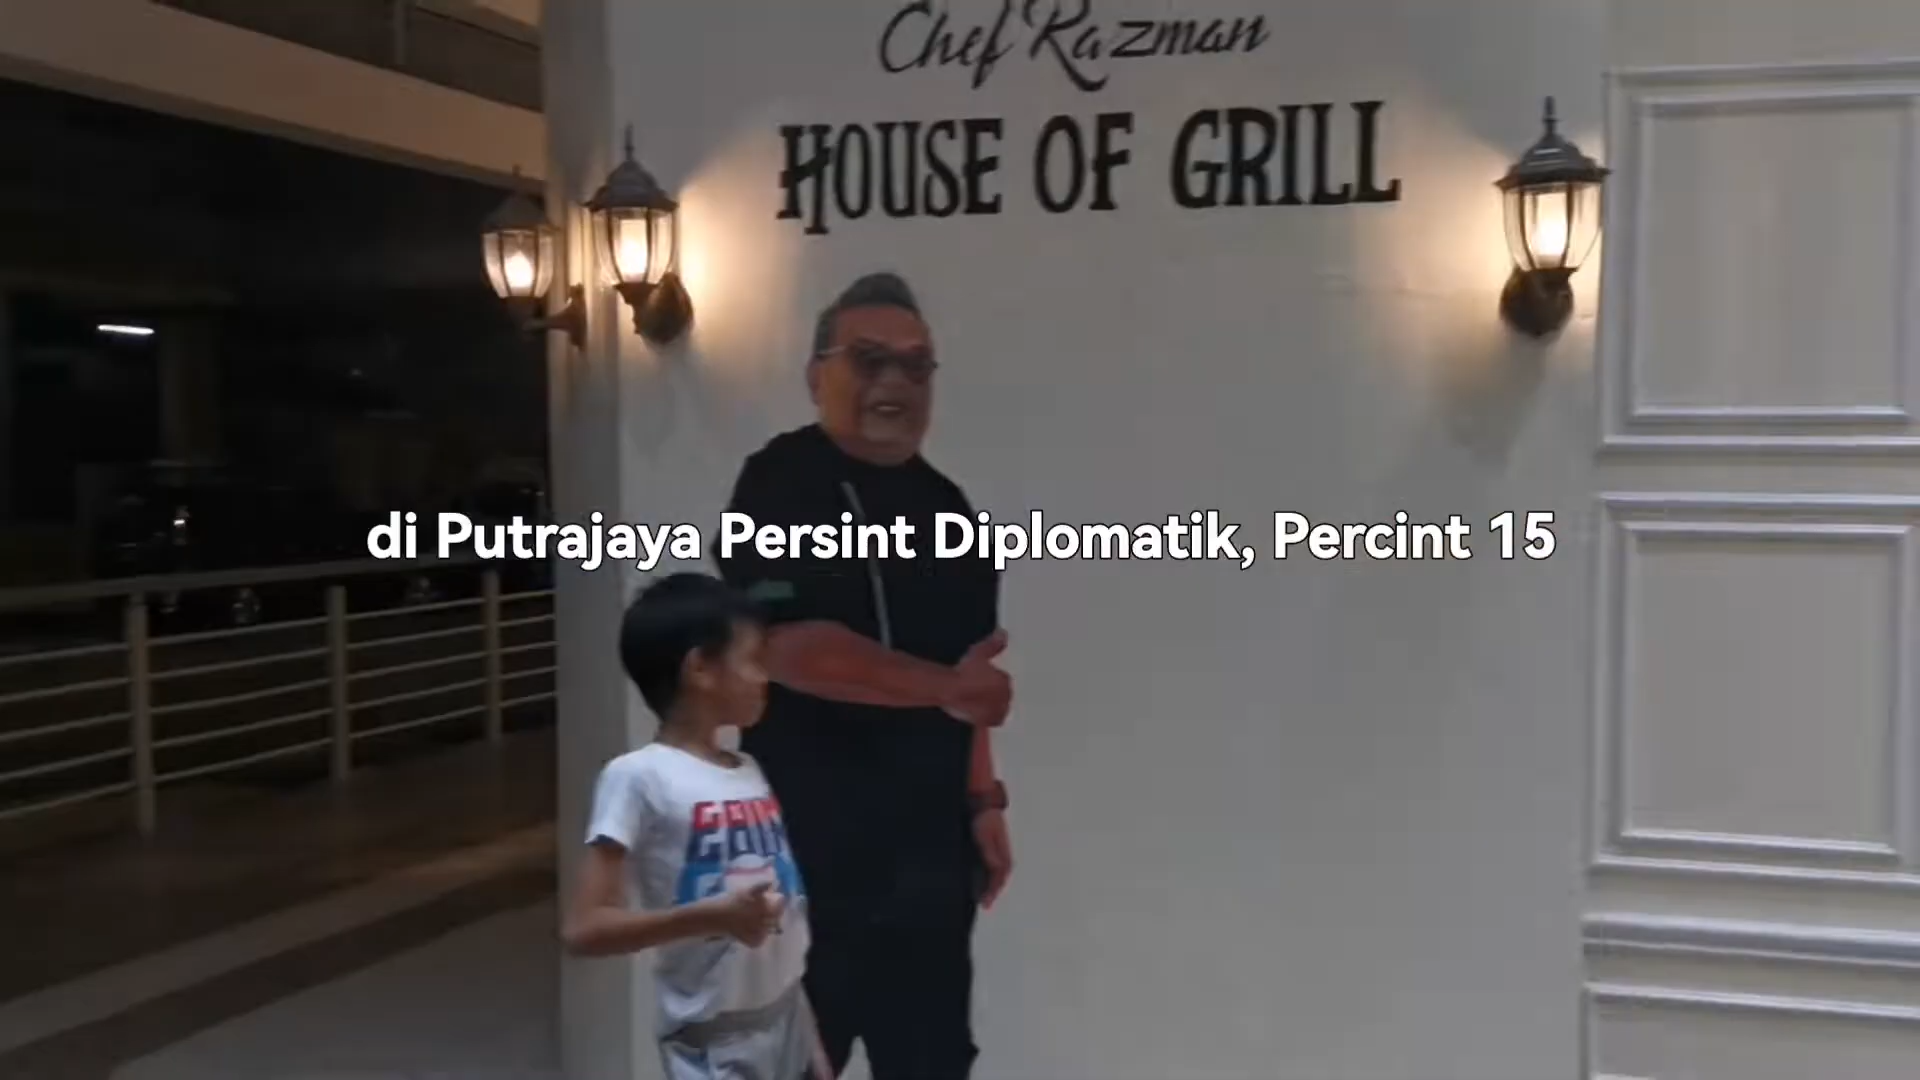 Chef Razman
HOUSE OF GRILL
di Putrajaya Persint Diplomatik, Percint 15